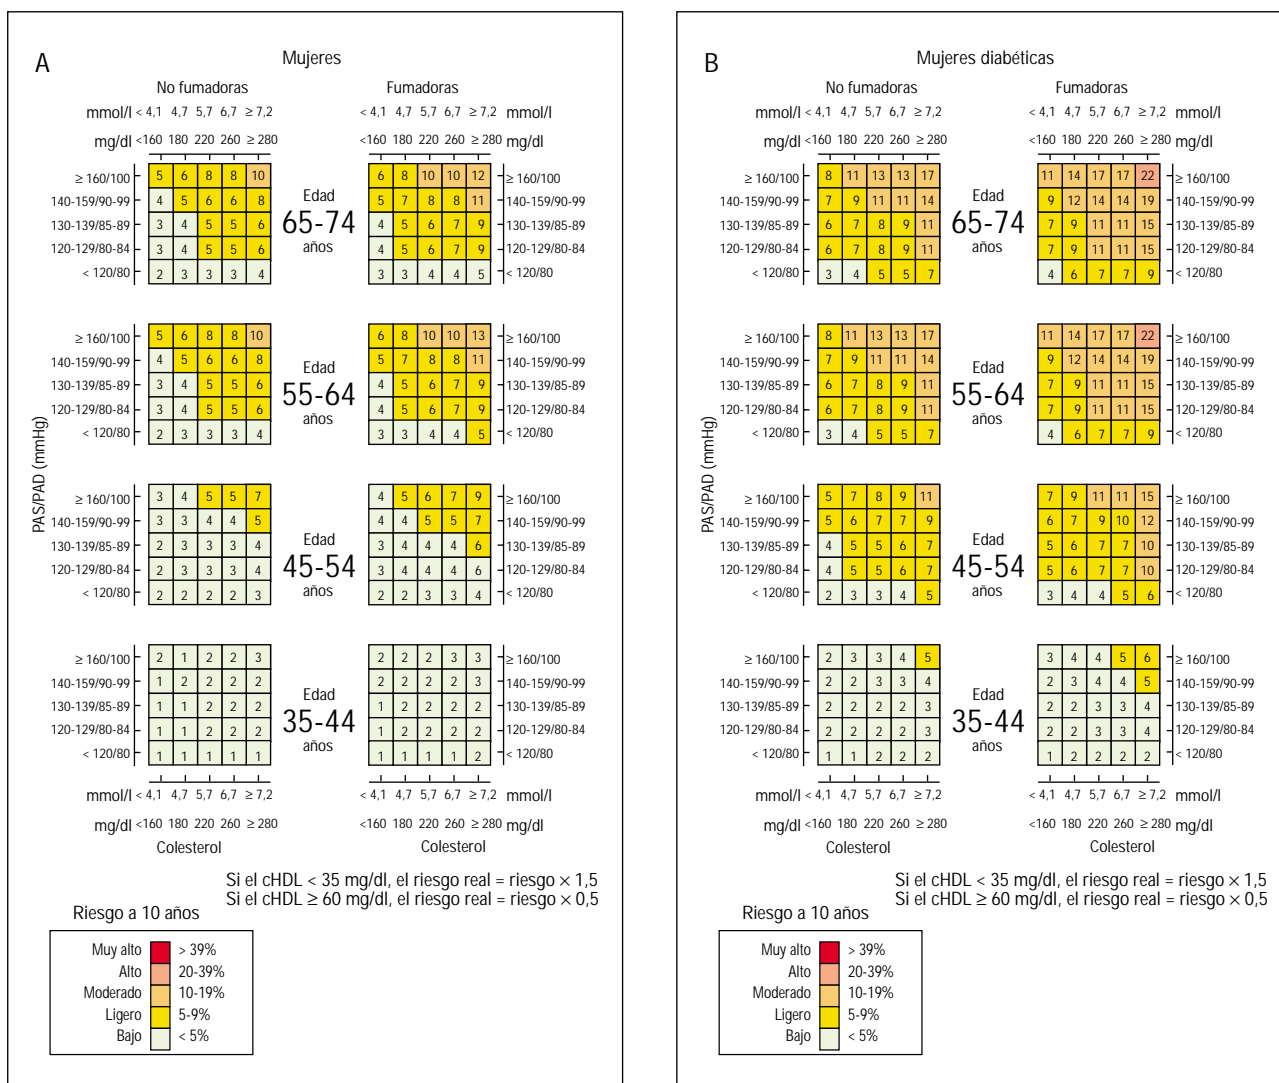 A
Mujeres
No fumadoras Fumadoras
mmol/l < 4,1 4,7 5,7 6,7 ≥ 7,2 < 4,1 4,7 5,7 6,7 ≥ 7,2 mmol/l
mg/dl <160 180 220 260 ≥ 280 <160 180 220 260 ≥ 280 mg/dl
PAS/PAD (mmHg)
≥ 160/100 5 6 8 8 10 Edad 6 8 10 10 12 ≥ 160/100
140-159/90-99 4 5 6 6 8 65-74 5 7 8 8 11 140-159/90-99
130-139/85-89 3 4 5 5 6 años 4 5 6 7 9 130-139/85-89
120-129/80-84 3 4 5 5 6 4 5 6 7 9 120-129/80-84
< 120/80 2 3 3 3 4 3 3 4 4 5 < 120/80
≥ 160/100 5 6 8 8 10 Edad 6 8 10 10 13 ≥ 160/100
140-159/90-99 4 5 6 6 8 55-64 5 7 8 8 11 140-159/90-99
130-139/85-89 3 4 5 5 6 años 4 5 6 7 9 130-139/85-89
120-129/80-84 3 4 5 5 6 4 5 6 7 9 120-129/80-84
< 120/80 2 3 3 3 4 3 3 4 4 5 < 120/80
≥ 160/100 3 4 5 5 7 Edad 4 5 6 7 9 ≥ 160/100
140-159/90-99 3 3 4 4 5 45-54 4 4 5 5 7 140-159/90-99
130-139/85-89 2 3 3 3 4 años 3 4 4 4 6 130-139/85-89
120-129/80-84 2 3 3 3 4 3 4 4 4 6 120-129/80-84
< 120/80 2 2 2 2 3 2 2 3 3 4 < 120/80
≥ 160/100 2 1 2 2 3 Edad 2 2 2 3 3 ≥ 160/100
140-159/90-99 1 2 2 2 2 35-44 2 2 2 2 3 140-159/90-99
130-139/85-89 1 1 2 2 2 años 1 2 2 2 2 130-139/85-89
120-129/80-84 1 1 2 2 2 1 2 2 2 2 120-129/80-84
< 120/80 1 1 1 1 1 1 1 1 1 2 < 120/80
mmol/l < 4,1 4,7 5,7 6,7 ≥ 7,2 < 4,1 4,7 5,7 6,7 ≥ 7,2 mmol/l
mg/dl <160 180 220 260 ≥ 280 <160 180 220 260 ≥ 280 mg/dl
Colesterol Colesterol
Si el cHDL < 35 mg/dl, el riesgo real = riesgo × 1,5
Si el cHDL ≥ 60 mg/dl, el riesgo real = riesgo × 0,5
Riesgo a 10 años
Muy alto > 39%
Alto 20-39%
Moderado 10-19%
Ligero 5-9%
Bajo < 5%
B
Mujeres diabéticas
No fumadoras Fumadoras
mmol/l < 4,1 4,7 5,7 6,7 ≥ 7,2 < 4,1 4,7 5,7 6,7 ≥ 7,2 mmol/l
mg/dl <160 180 220 260 ≥ 280 <160 180 220 260 ≥ 280 mg/dl
PAS/PAD (mmHg)
≥ 160/100 8 11 13 13 17 Edad 11 14 17 17 22 ≥ 160/100
140-159/90-99 7 9 11 11 14 65-74 9 12 14 14 19 140-159/90-99
130-139/85-89 6 7 8 9 11 años 7 9 11 11 15 130-139/85-89
120-129/80-84 6 7 8 9 11 7 9 11 11 15 120-129/80-84
< 120/80 3 4 5 5 7 4 6 7 7 9 < 120/80
≥ 160/100 8 11 13 13 17 Edad 11 14 17 17 22 ≥ 160/100
140-159/90-99 7 9 11 11 14 55-64 9 12 14 14 19 140-159/90-99
130-139/85-89 6 7 8 9 11 años 7 9 11 11 15 130-139/85-89
120-129/80-84 6 7 8 9 11 7 9 11 11 15 120-129/80-84
< 120/80 3 4 5 5 7 4 6 7 7 9 < 120/80
≥ 160/100 5 7 8 9 11 Edad 7 9 11 11 15 ≥ 160/100
140-159/90-99 5 6 7 7 9 45-54 6 7 9 10 12 140-159/90-99
130-139/85-89 4 5 5 6 7 años 5 6 7 7 10 130-139/85-89
120-129/80-84 4 5 5 6 7 5 6 7 7 10 120-129/80-84
< 120/80 2 3 3 4 5 3 4 4 5 6 < 120/80
≥ 160/100 2 3 3 4 5 Edad 3 4 4 5 6 ≥ 160/100
140-159/90-99 2 2 3 3 4 35-44 2 3 4 4 5 140-159/90-99
130-139/85-89 2 2 2 2 3 años 2 2 3 3 4 130-139/85-89
120-129/80-84 2 2 2 2 3 2 2 3 3 4 120-129/80-84
< 120/80 1 1 2 2 2 1 2 2 2 2 < 120/80
mmol/l < 4,1 4,7 5,7 6,7 ≥ 7,2 < 4,1 4,7 5,7 6,7 ≥ 7,2 mmol/l
mg/dl <160 180 220 260 ≥ 280 <160 180 220 260 ≥ 280 mg/dl
Colesterol Colesterol
Si el cHDL < 35 mg/dl, el riesgo real = riesgo × 1,5
Si el cHDL ≥ 60 mg/dl, el riesgo real = riesgo × 0,5
Riesgo a 10 años
Muy alto > 39%
Alto 20-39%
Moderado 10-19%
Ligero 5-9%
Bajo < 5%